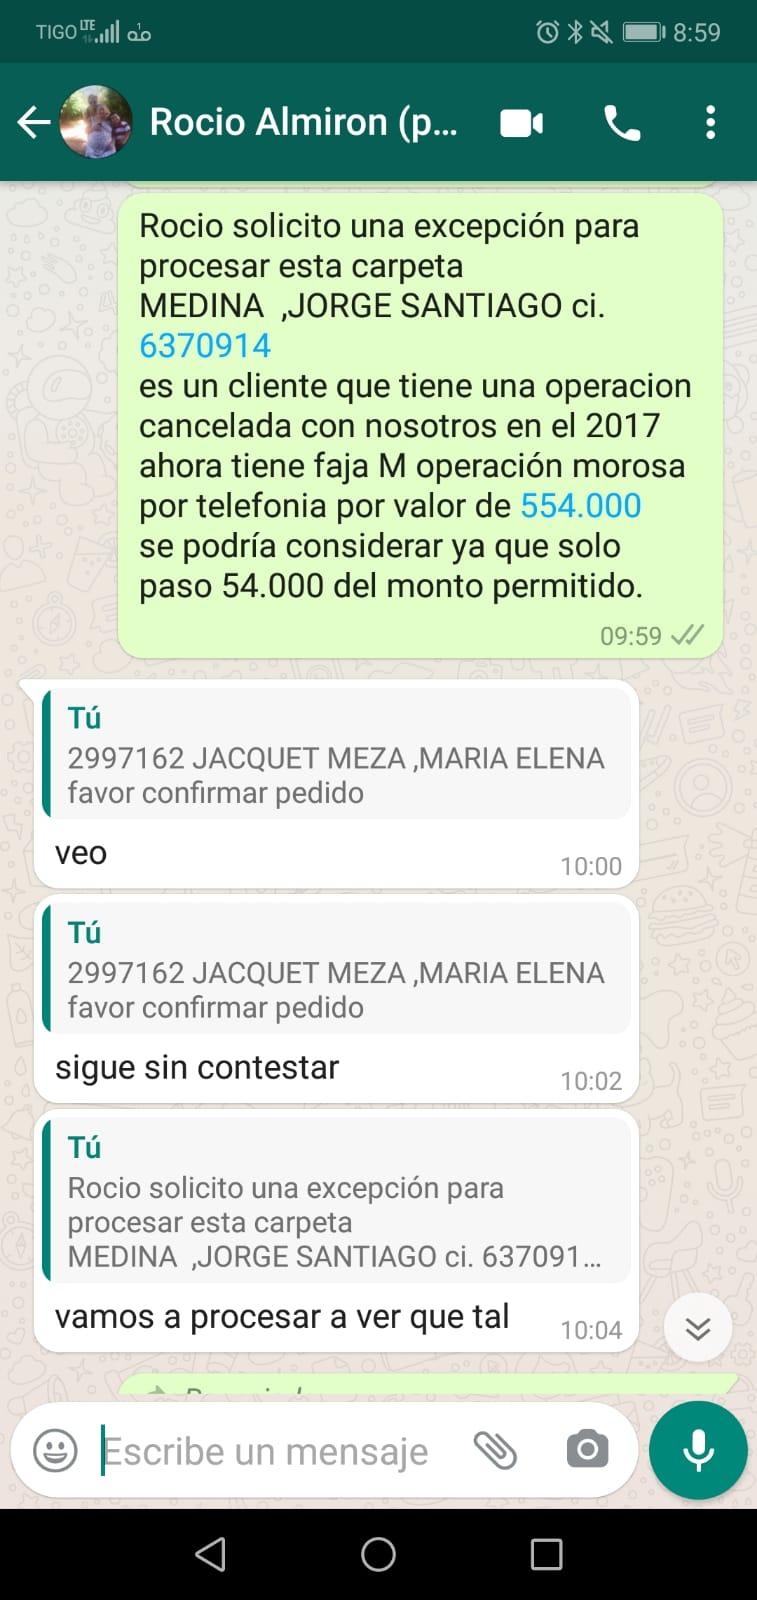 TIGO LTE 8:59
Rocio Almiron (p...
Rocio solicito una excepción para
procesar esta carpeta
MEDINA ,JORGE SANTIAGO ci.
6370914
es un cliente que tiene una operacion
cancelada con nosotros en el 2017
ahora tiene faja M operación morosa
por telefonia por valor de 554.000
se podría considerar ya que solo
paso 54.000 del monto permitido.
09:59
Tú
2997162 JACQUET MEZA ,MARIA ELENA
favor confirmar pedido
veo
10:00
Tú
2997162 JACQUET MEZA ,MARIA ELENA
favor confirmar pedido
sigue sin contestar
10:02
Tú
Rocio solicito una excepción para
procesar esta carpeta
MEDINA ,JORGE SANTIAGO ci. 637091...
vamos a procesar a ver que tal
10:04
Escribe un mensaje